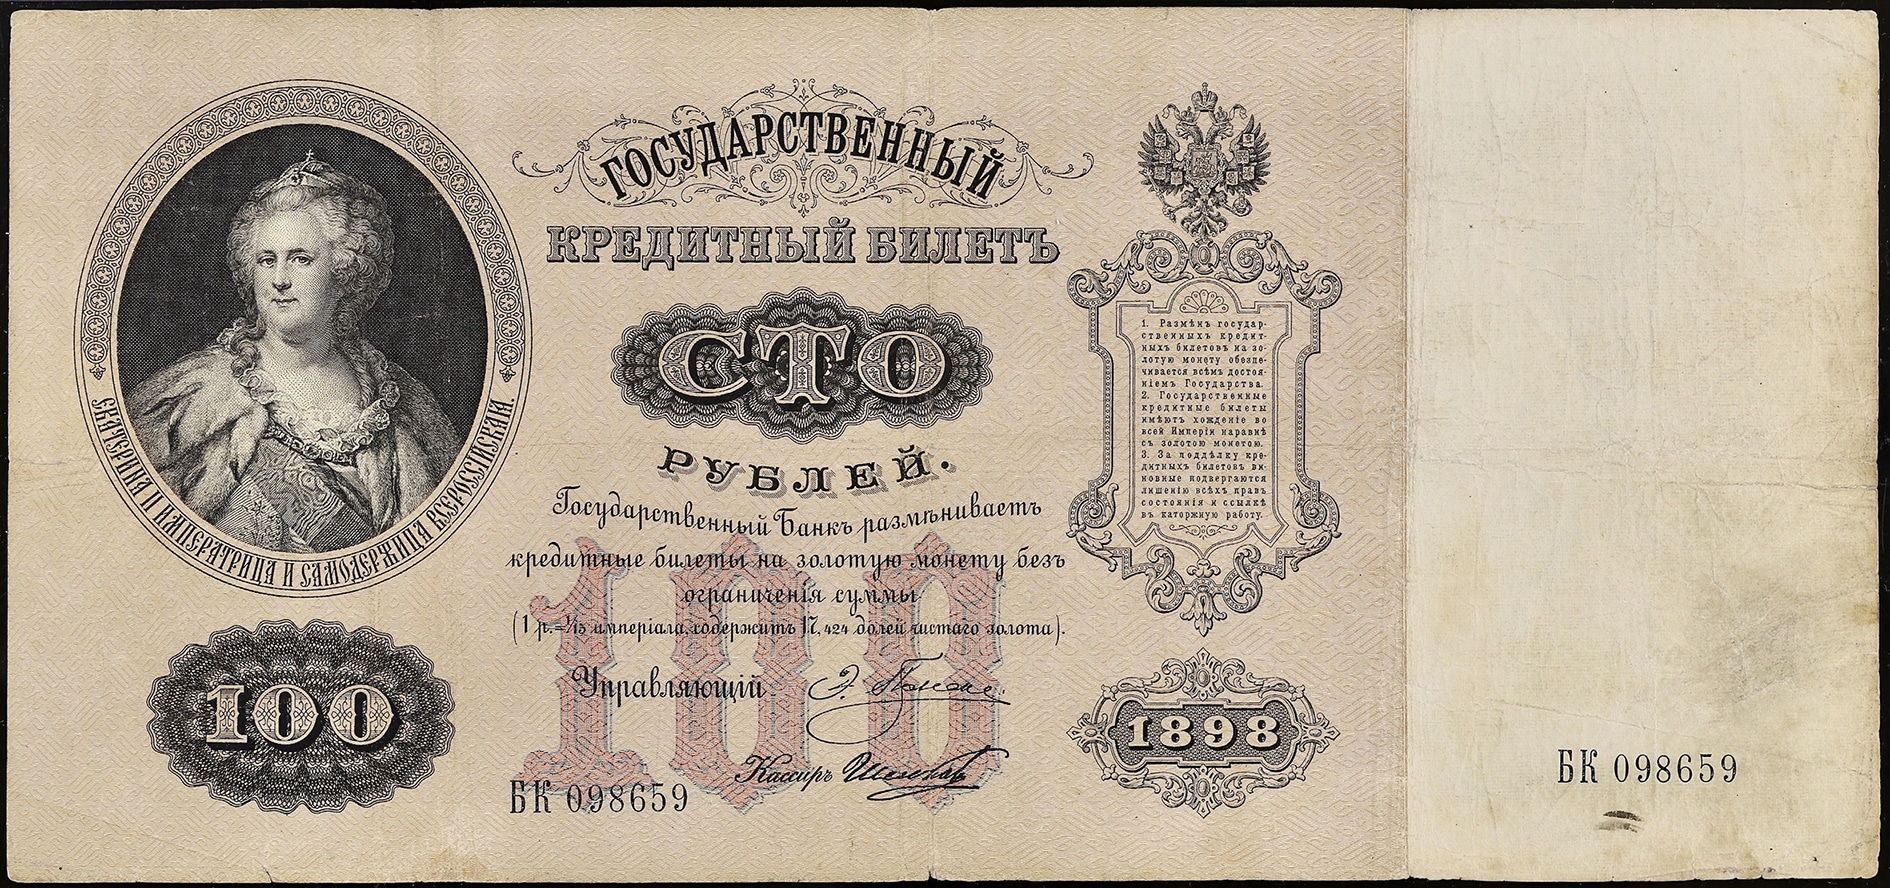 ГОСУДАРСТВЕННЫЙ
КРЕДИТНЫЙ БИЛЕТЪ
СТО
РУБЛЕЙ.
Государственный Банкъ размѣниваетъ
кредитные билеты на золотую монету безъ
ограниченія суммы
(1 р.=1/15 имперіала, содержитъ 17,424 долей чистаго золота).
100
Управляющій
Кассиръ
БК 098659
ЕКАТЕРИНА II ИМПЕРАТРИЦА И САМОДЕРЖИЦА ВСЕРОССІЙСКАЯ.
100
1. Размѣнъ государ-
ственныхъ кредит-
ныхъ билетовъ на зо-
лотую монету обезпе-
чивается всѣмъ достоя-
ніемъ Государства.
2. Государственные
кредитные билеты
имѣютъ хожденіе во
всей Имперіи наравнѣ
съ золотою монетою.
3. За поддѣлку кре-
дитныхъ билетовъ ви-
новные подвергаются
лишенію всѣхъ правъ
состоянія и ссылкѣ
въ каторжную работу.
1898
БК 098659